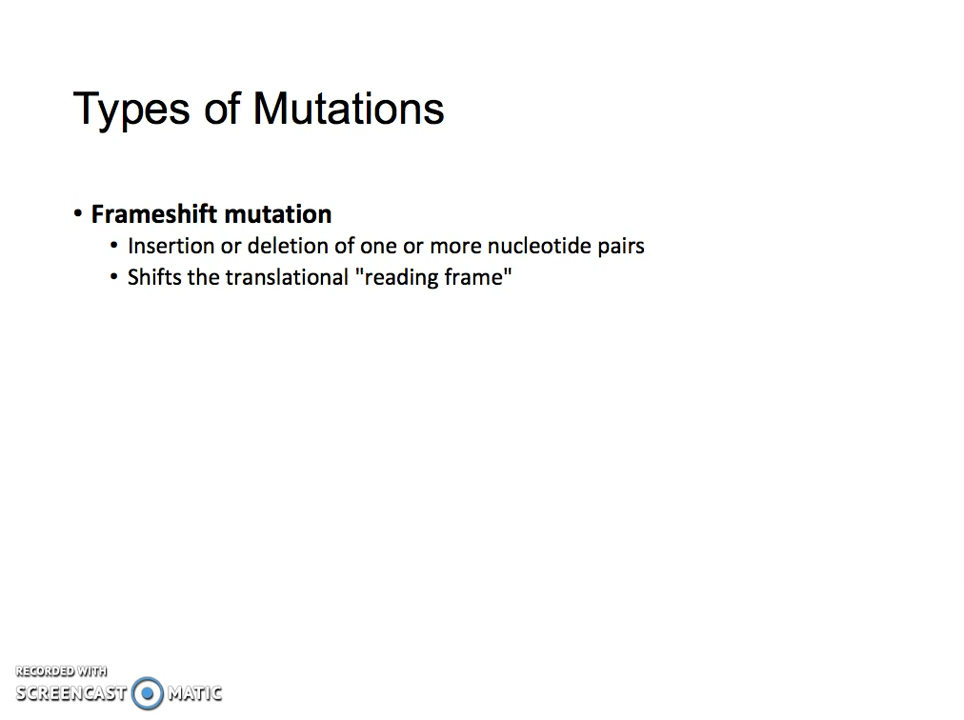 Types of Mutations
• Frameshift mutation
• Insertion or deletion of one or more nucleotide pairs
• Shifts the translational "reading frame"
RECORDED WITH
SCREENCAST MATIC